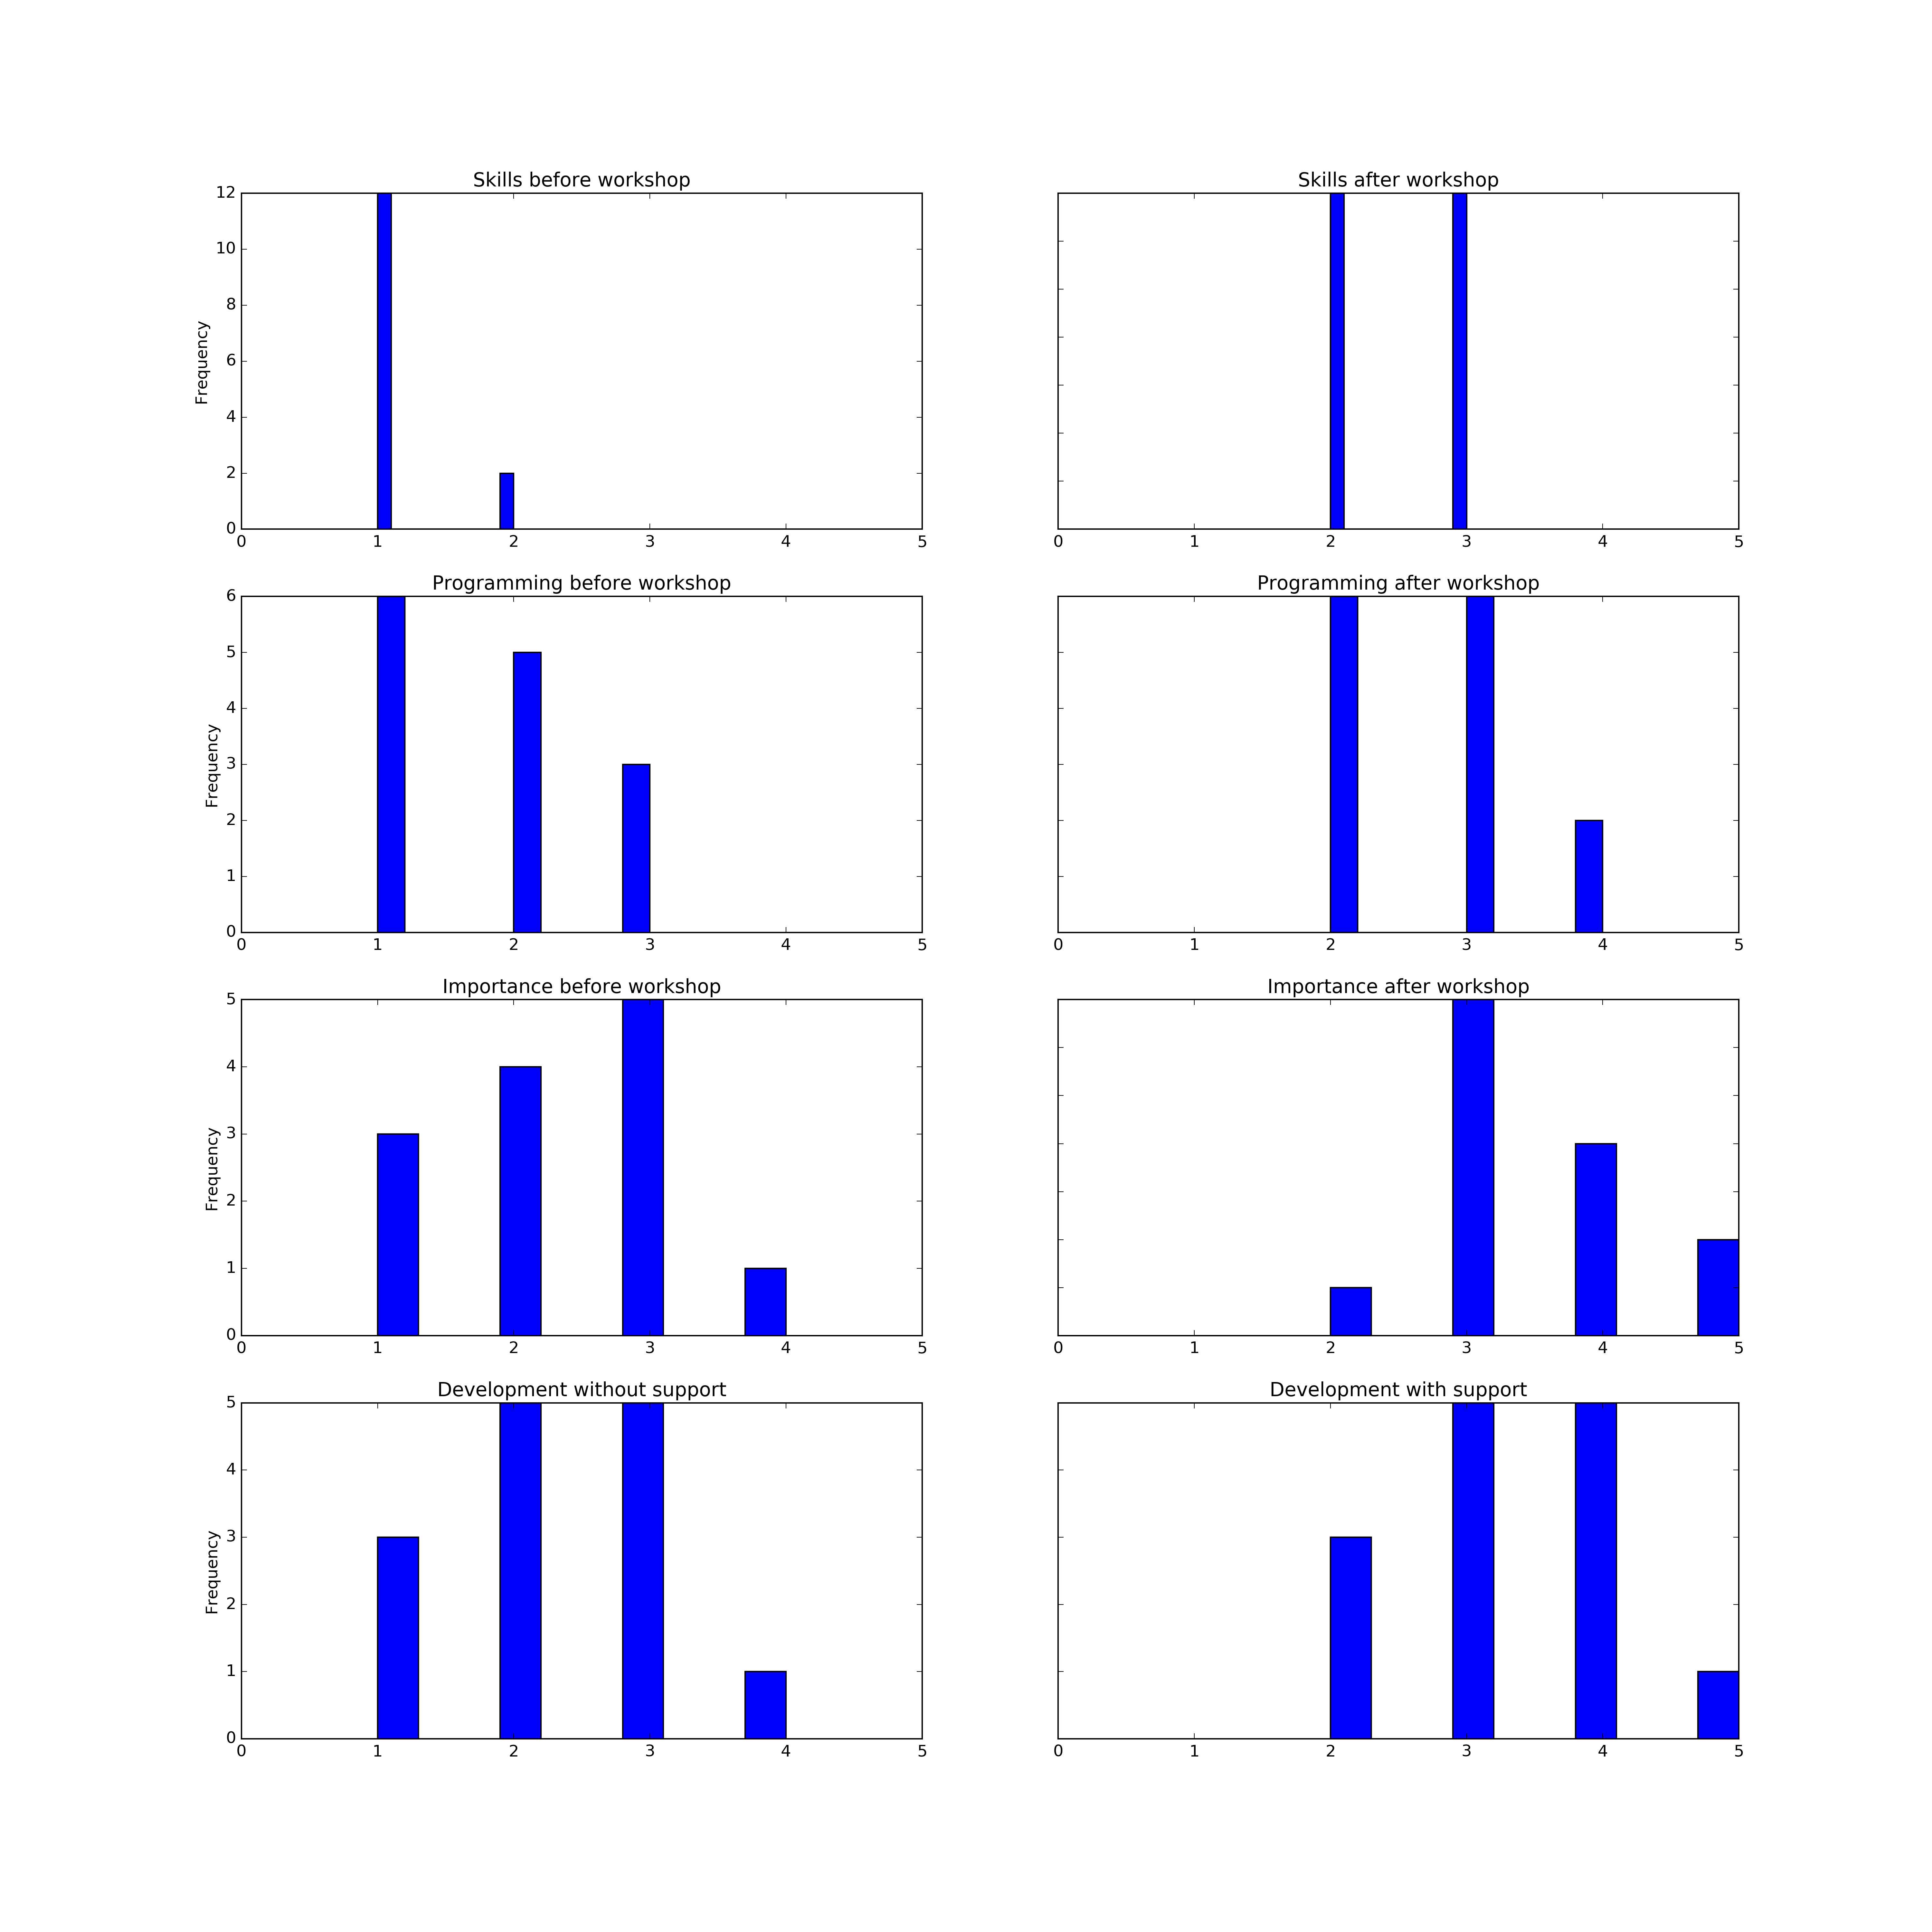 Skills before workshop
Skills after workshop
12
10
8
6
4
2
0
Frequency
0 1 2 3 4 5
0 1 2 3 4 5
Programming before workshop
Programming after workshop
6
5
4
3
2
1
0
Frequency
0 1 2 3 4 5
0 1 2 3 4 5
Importance before workshop
Importance after workshop
5
4
3
2
1
0
Frequency
0 1 2 3 4 5
0 1 2 3 4 5
Development without support
Development with support
5
4
3
2
1
0
Frequency
0 1 2 3 4 5
0 1 2 3 4 5